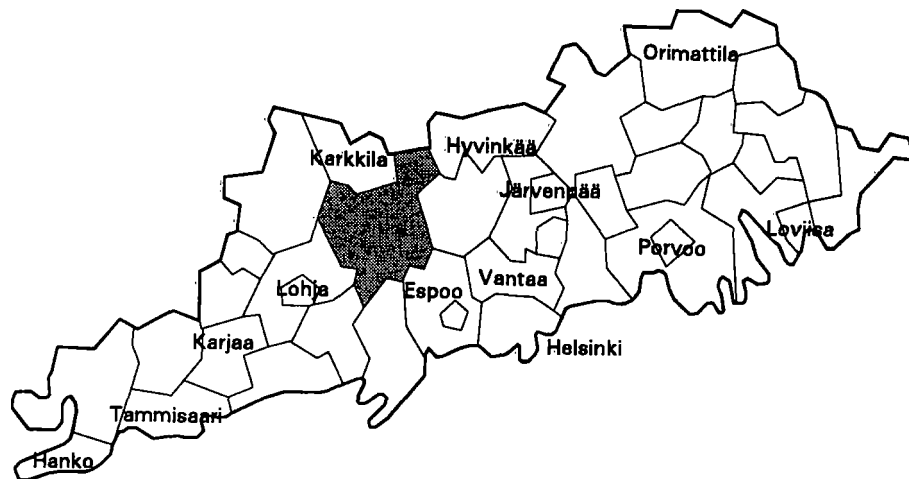 Orimattila
Karkkila
Hyvinkää
Järvenpää
Loviisa
Porvoo
Vantaa
Lohja
Espoo
Karjaa
Helsinki
Tammisaari
Hanko